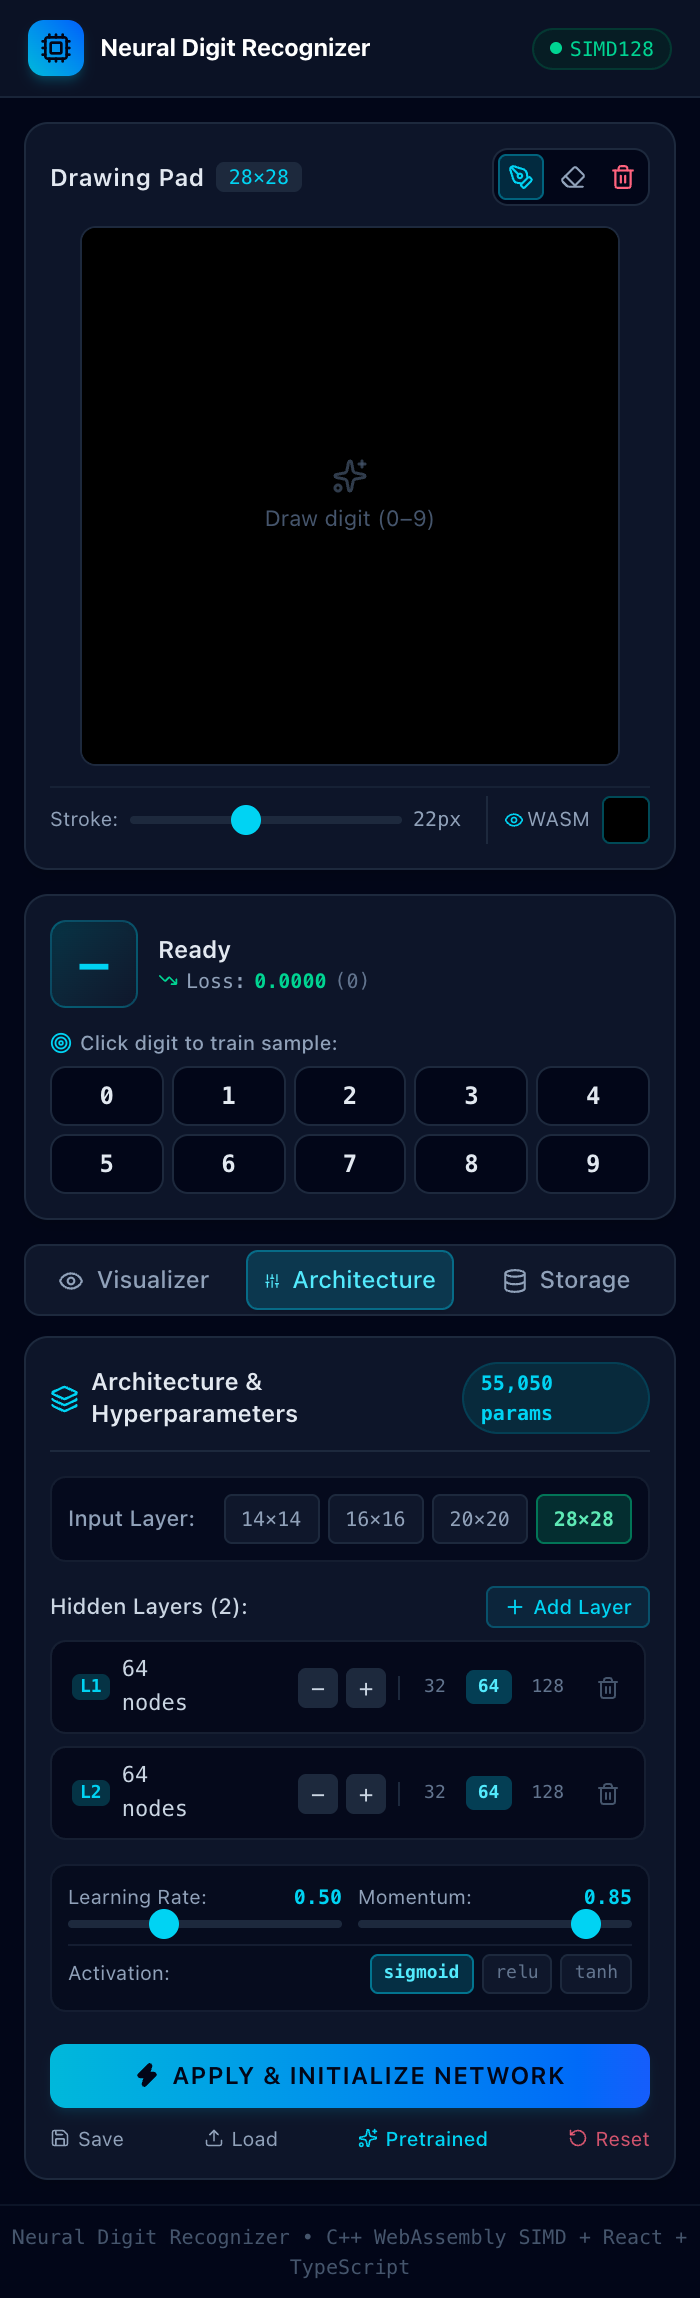 Neural Digit Recognizer
SIMD128
Drawing Pad
28×28
Draw digit (0–9)
Stroke:
22px
WASM
–
Ready
Loss: 0.0000 (0)
Click digit to train sample:
0 1 2 3 4
5 6 7 8 9
Visualizer
Architecture
Storage
Architecture &
Hyperparameters
55,050
params
Input Layer:
14×14
16×16
20×20
28×28
Hidden Layers (2):
+ Add Layer
L1
64
nodes
− +
32 64 128
L2
64
nodes
− +
32 64 128
Learning Rate: 0.50
Momentum: 0.85
Activation:
sigmoid
relu
tanh
APPLY & INITIALIZE NETWORK
Save
Load
Pretrained
Reset
Neural Digit Recognizer • C++ WebAssembly SIMD + React +
TypeScript